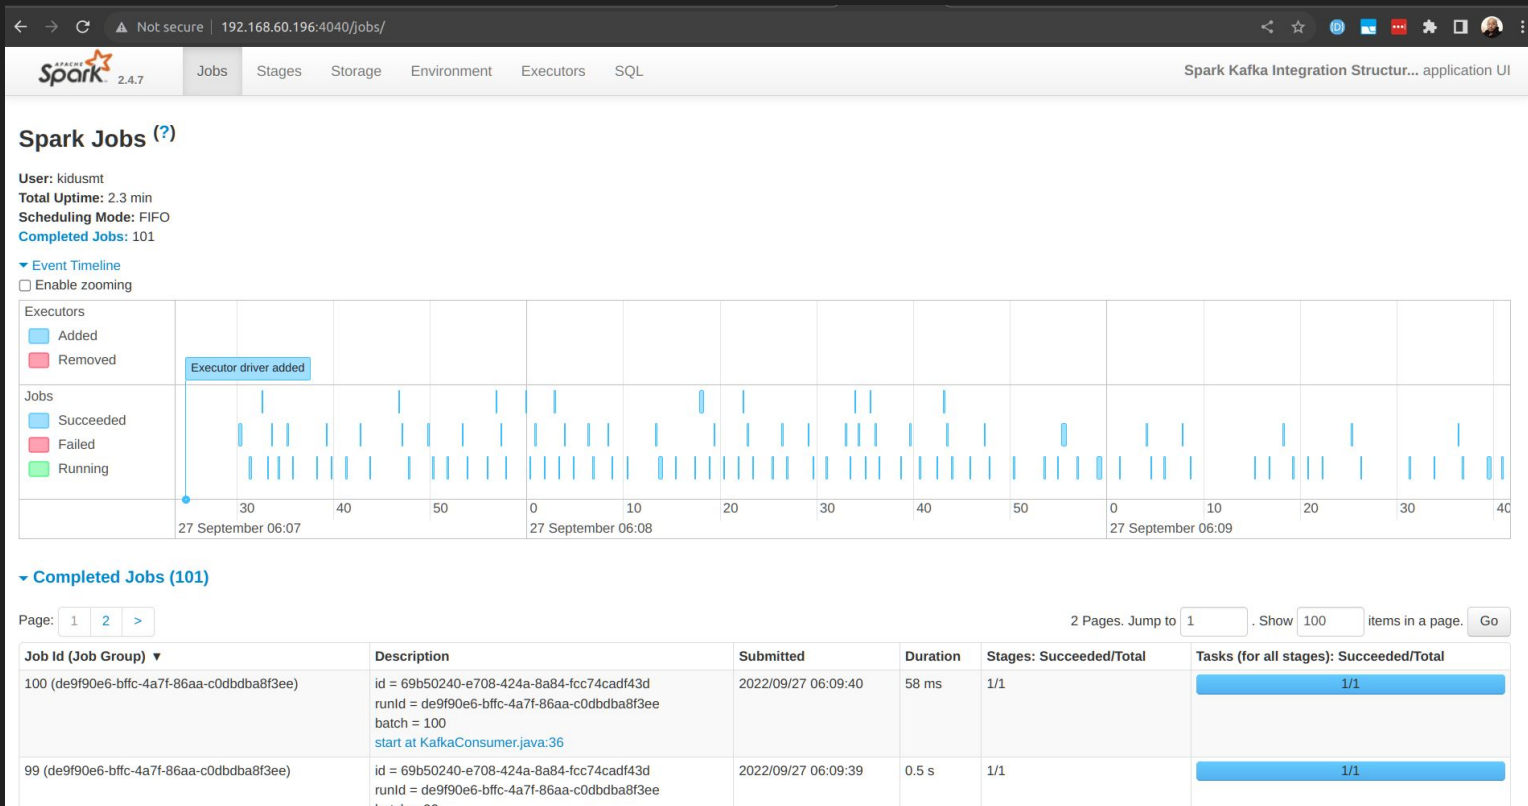 Not secure | 192.168.60.196:4040/jobs/
APACHE Spark 2.4.7 Jobs Stages Storage Environment Executors SQL Spark Kafka Integration Structur... application UI
Spark Jobs (?)
User: kidusmt
Total Uptime: 2.3 min
Scheduling Mode: FIFO
Completed Jobs: 101
Event Timeline
Enable zooming
Executors
Added
Removed
Executor driver added
Jobs
Succeeded
Failed
Running
30 40 50 0 10 20 30 40 50 0 10 20 30 40
27 September 06:07 27 September 06:08 27 September 06:09
Completed Jobs (101)
Page: 1 2 > 2 Pages. Jump to 1 . Show 100 items in a page. Go
Job Id (Job Group) ▼ Description Submitted Duration Stages: Succeeded/Total Tasks (for all stages): Succeeded/Total
100 (de9f90e6-bffc-4a7f-86aa-c0dbdba8f3ee) id = 69b50240-e708-424a-8a84-fcc74cadf43d 2022/09/27 06:09:40 58 ms 1/1 1/1
runId = de9f90e6-bffc-4a7f-86aa-c0dbdba8f3ee
batch = 100
start at KafkaConsumer.java:36
99 (de9f90e6-bffc-4a7f-86aa-c0dbdba8f3ee) id = 69b50240-e708-424a-8a84-fcc74cadf43d 2022/09/27 06:09:39 0.5 s 1/1 1/1
runId = de9f90e6-bffc-4a7f-86aa-c0dbdba8f3ee